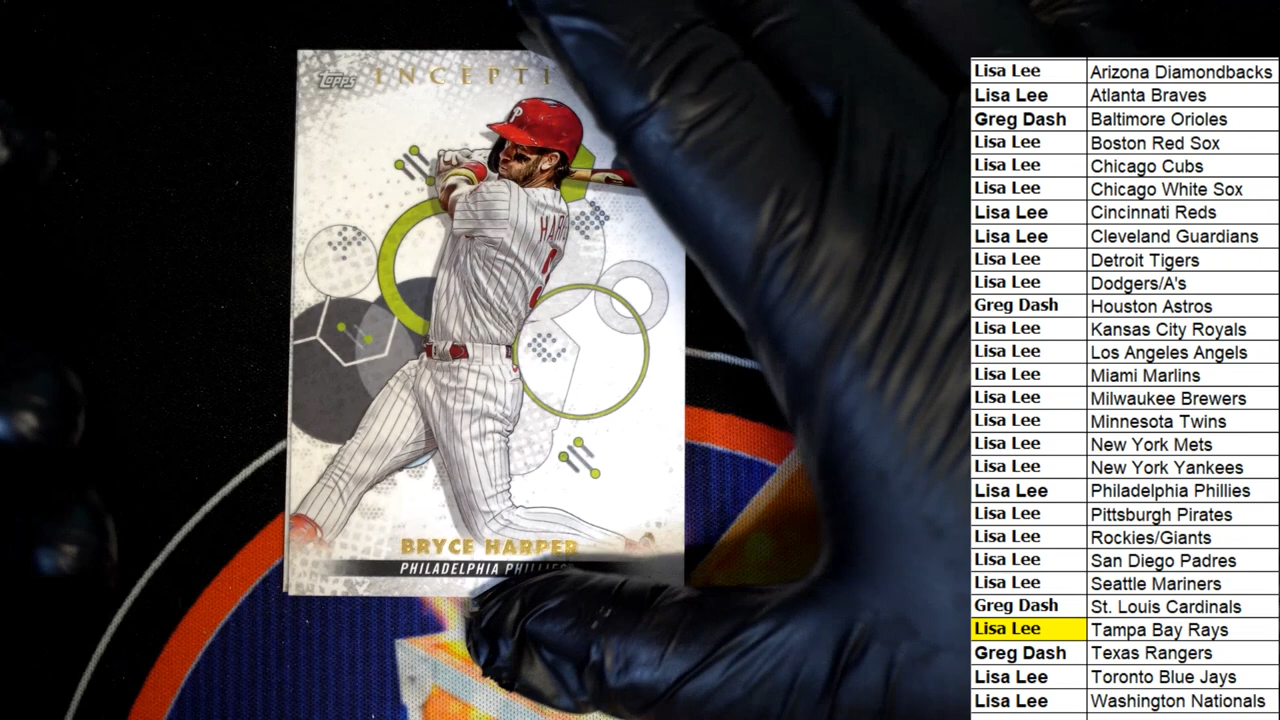 Topps INCEPTI
P
HAR
BRYCE HARPER
PHILADELPHIA PHILLIES
Lisa Lee Arizona Diamondbacks
Lisa Lee Atlanta Braves
Greg Dash Baltimore Orioles
Lisa Lee Boston Red Sox
Lisa Lee Chicago Cubs
Lisa Lee Chicago White Sox
Lisa Lee Cincinnati Reds
Lisa Lee Cleveland Guardians
Lisa Lee Detroit Tigers
Lisa Lee Dodgers/A's
Greg Dash Houston Astros
Lisa Lee Kansas City Royals
Lisa Lee Los Angeles Angels
Lisa Lee Miami Marlins
Lisa Lee Milwaukee Brewers
Lisa Lee Minnesota Twins
Lisa Lee New York Mets
Lisa Lee New York Yankees
Lisa Lee Philadelphia Phillies
Lisa Lee Pittsburgh Pirates
Lisa Lee Rockies/Giants
Lisa Lee San Diego Padres
Lisa Lee Seattle Mariners
Greg Dash St. Louis Cardinals
Lisa Lee Tampa Bay Rays
Greg Dash Texas Rangers
Lisa Lee Toronto Blue Jays
Lisa Lee Washington Nationals